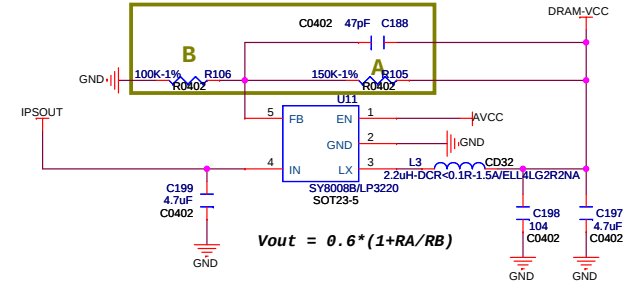 DRAM-VCC
C0402 47pF C188
B
A
GND 100K-1% R106 150K-1% R105
R0402 R0402
U11
IPSOUT
5 FB EN 1 AVCC
GND 2 GND
4 IN LX 3 L3 CD32
2.2uH-DCR<0.1R-1.5A/ELL4LG2R2NA
SY8008B/LP3220
SOT23-5
C199
4.7uF
C0402
C198
104
C0402
C197
4.7uF
C0402
Vout = 0.6*(1+RA/RB)
GND
GND
GND